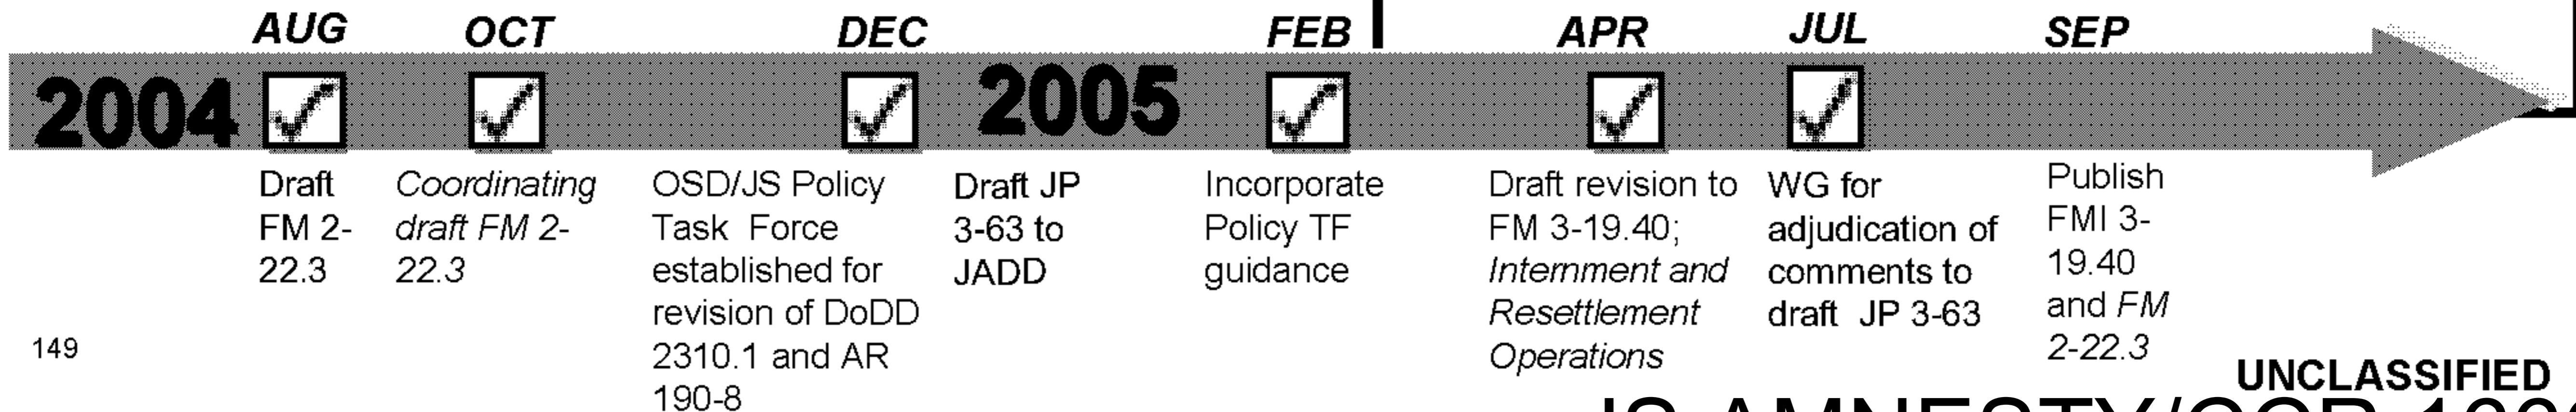 AUG OCT DEC FEB APR JUL SEP
2004 2005
Draft
FM 2-
22.3
Coordinating
draft FM 2-
22.3
OSD/JS Policy
Task Force
established for
revision of DoDD
2310.1 and AR
190-8
Draft JP
3-63 to
JADD
Incorporate
Policy TF
guidance
Draft revision to
FM 3-19.40;
Internment and
Resettlement
Operations
WG for
adjudication of
comments to
draft JP 3-63
Publish
FMI 3-
19.40
and FM
2-22.3
149
UNCLASSIFIED